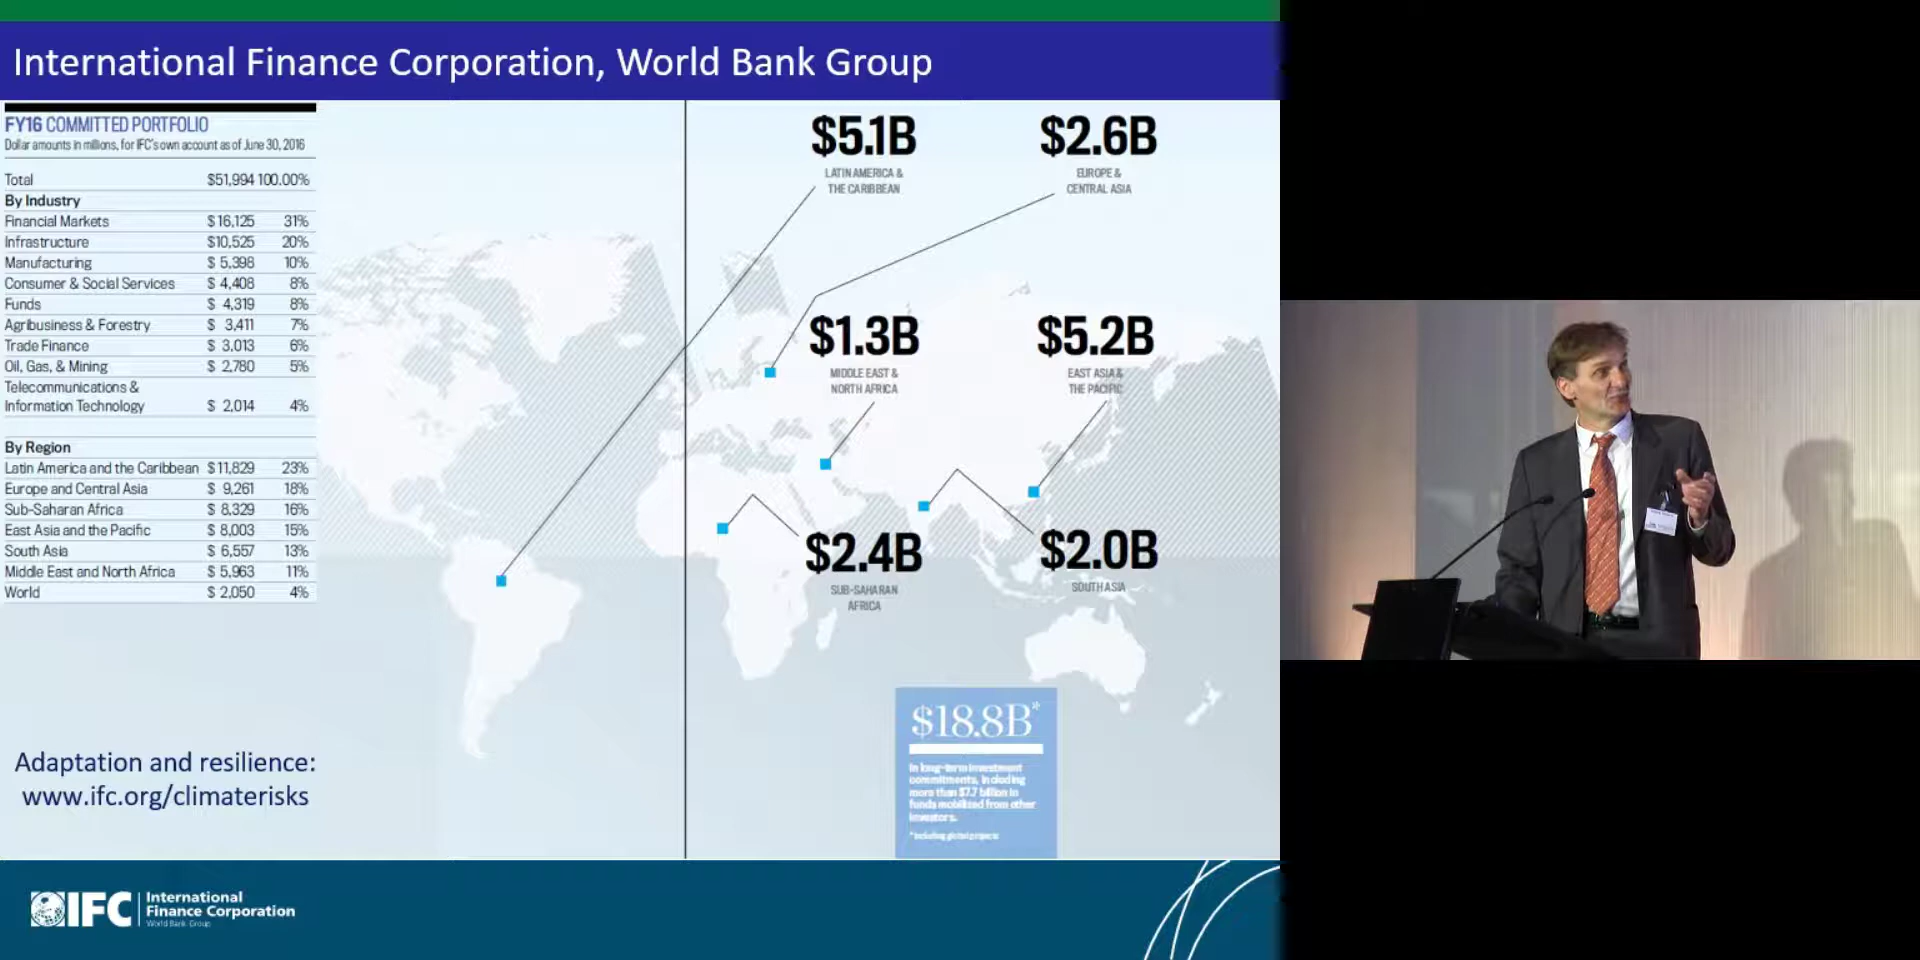 International Finance Corporation, World Bank Group
FY16 COMMITTED PORTFOLIO
Dollar amounts in millions, for IFC's own account as of June 30, 2016
Total $51,994 100.00%
By Industry
Financial Markets $16,125 31%
Infrastructure $10,525 20%
Manufacturing $ 5,398 10%
Consumer & Social Services $ 4,408 8%
Funds $ 4,319 8%
Agribusiness & Forestry $ 3,411 7%
Trade Finance $ 3,013 6%
Oil, Gas, & Mining $ 2,780 5%
Telecommunications &
Information Technology $ 2,014 4%
By Region
Latin America and the Caribbean $11,829 23%
Europe and Central Asia $ 9,261 18%
Sub-Saharan Africa $ 8,329 16%
East Asia and the Pacific $ 8,003 15%
South Asia $ 6,557 13%
Middle East and North Africa $ 5,963 11%
World $ 2,050 4%
Adaptation and resilience:
www.ifc.org/climaterisks
$5.1B
LATIN AMERICA &
THE CARIBBEAN
$2.6B
EUROPE &
CENTRAL ASIA
$1.3B
MIDDLE EAST &
NORTH AFRICA
$5.2B
EAST ASIA &
THE PACIFIC
$2.4B
SUB-SAHARAN
AFRICA
$2.0B
SOUTH ASIA
$18.8B*
In long-term investment
commitments, including
more than $7.7 billion in
funds mobilized from other
investors.
* Including global projects
IFC
International
Finance Corporation
World Bank Group